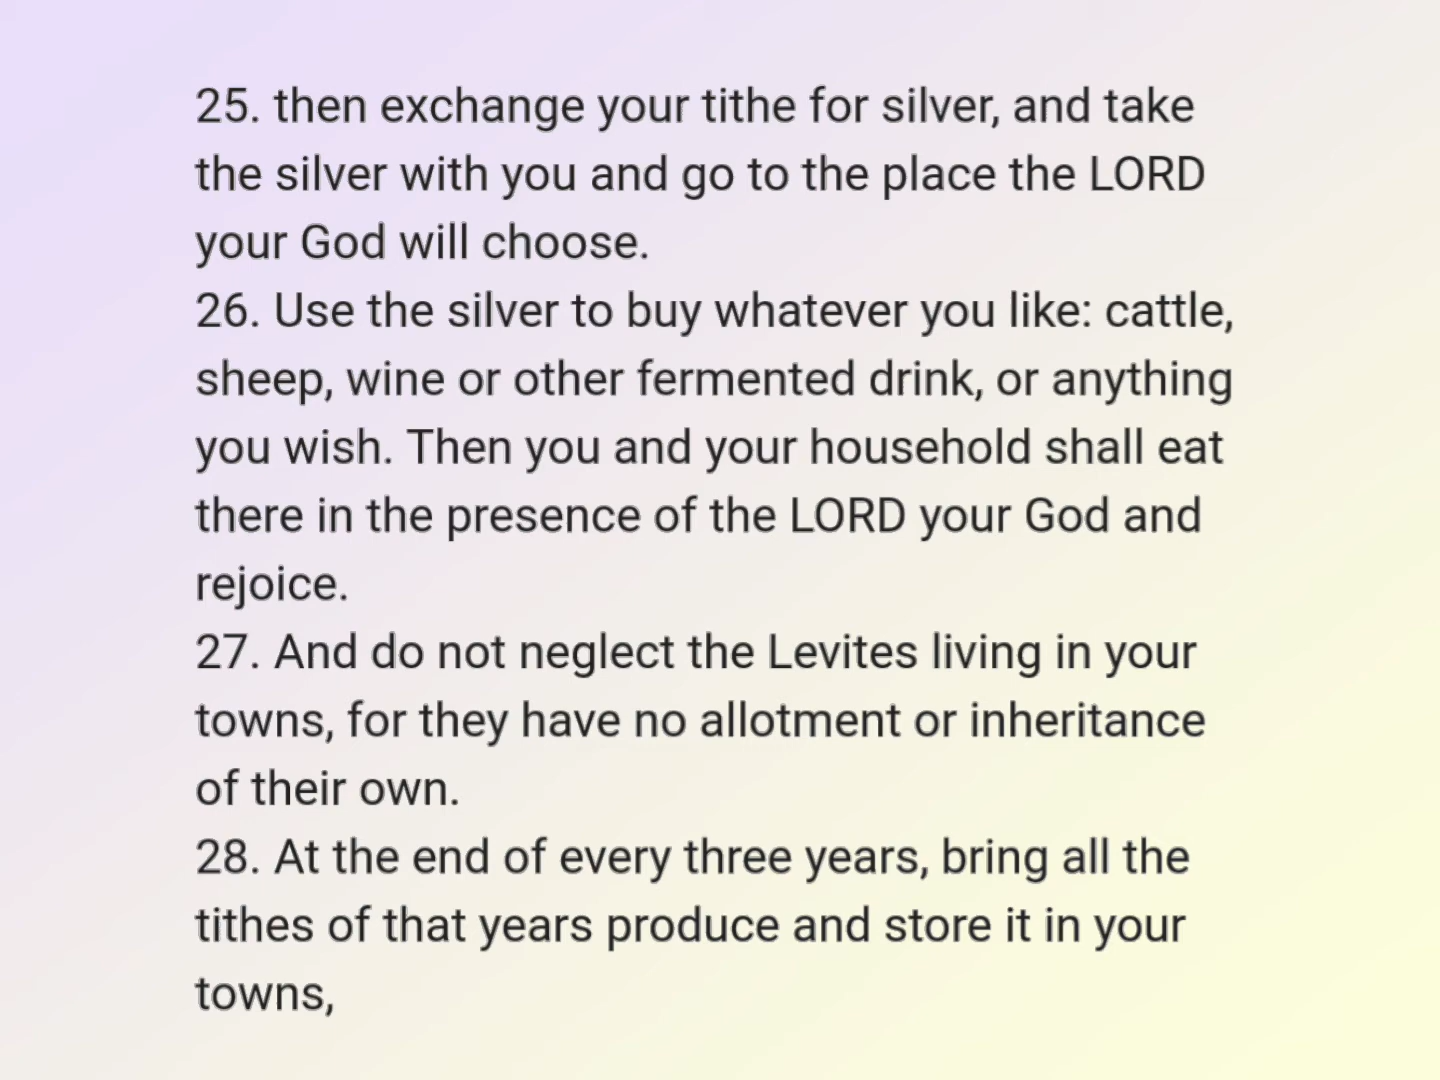 25. then exchange your tithe for silver, and take
the silver with you and go to the place the LORD
your God will choose.
26. Use the silver to buy whatever you like: cattle,
sheep, wine or other fermented drink, or anything
you wish. Then you and your household shall eat
there in the presence of the LORD your God and
rejoice.
27. And do not neglect the Levites living in your
towns, for they have no allotment or inheritance
of their own.
28. At the end of every three years, bring all the
tithes of that years produce and store it in your
towns,